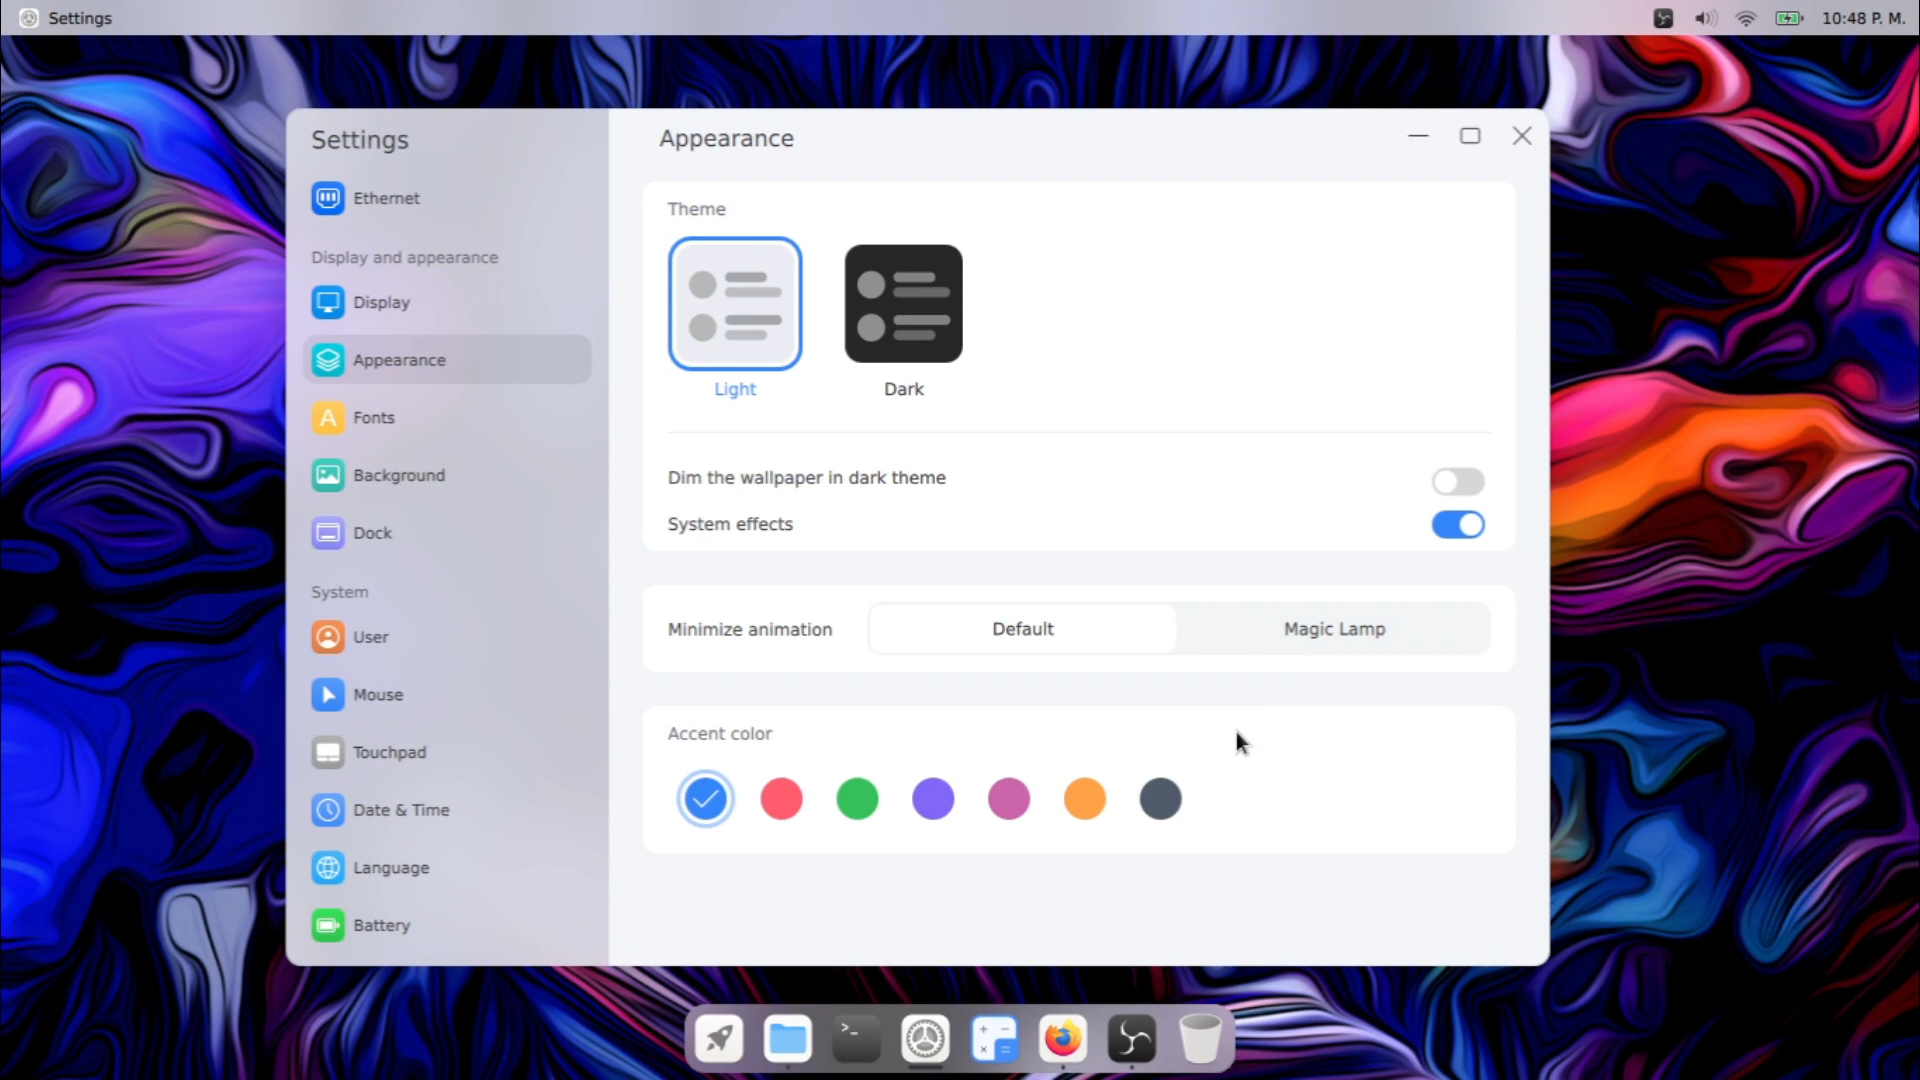 Settings
10:48 P. M.
Settings
Ethernet
Display and appearance
Display
Appearance
Fonts
Background
Dock
System
User
Mouse
Touchpad
Date & Time
Language
Battery
Appearance
Theme
Light
Dark
Dim the wallpaper in dark theme
System effects
Minimize animation
Default
Magic Lamp
Accent color